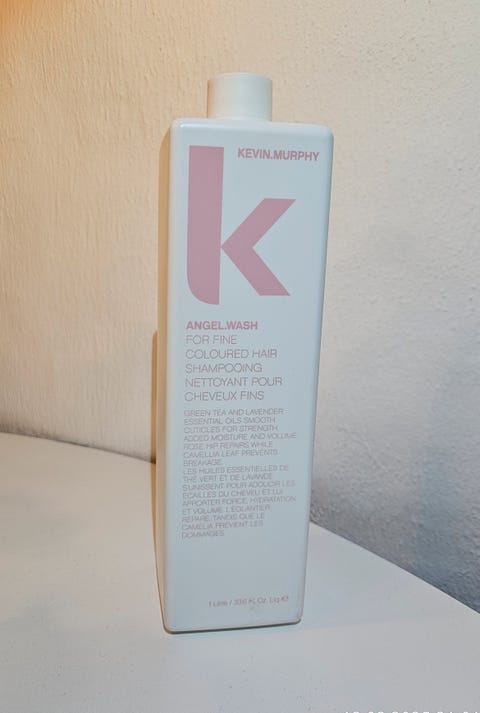 KEVIN.MURPHY
k
ANGEL.WASH
FOR FINE
COLOURED HAIR
SHAMPOOING
NETTOYANT POUR
CHEVEUX FINS
GREEN TEA AND LAVENDER
ESSENTIAL OILS SMOOTH
CUTICLES FOR STRENGTH,
ADDED MOISTURE AND VOLUME.
ROSE HIP REPAIRS WHILE
CAMELLIA LEAF PREVENTS
BREAKAGE.
LES HUILES ESSENTIELLES DE
THÉ VERT ET DE LAVANDE
S'UNISSENT POUR ADOUCIR LES
ÉCAILLES DU CHEVEU ET LUI
APPORTER FORCE, HYDRATATION
ET VOLUME. L'ÉGLANTIER
RÉPARE, TANDIS QUE LE
CAMELIA PRÉVIENT LES
DOMMAGES.
1 Litre / 33.6 Fl. Oz. Liq ℮